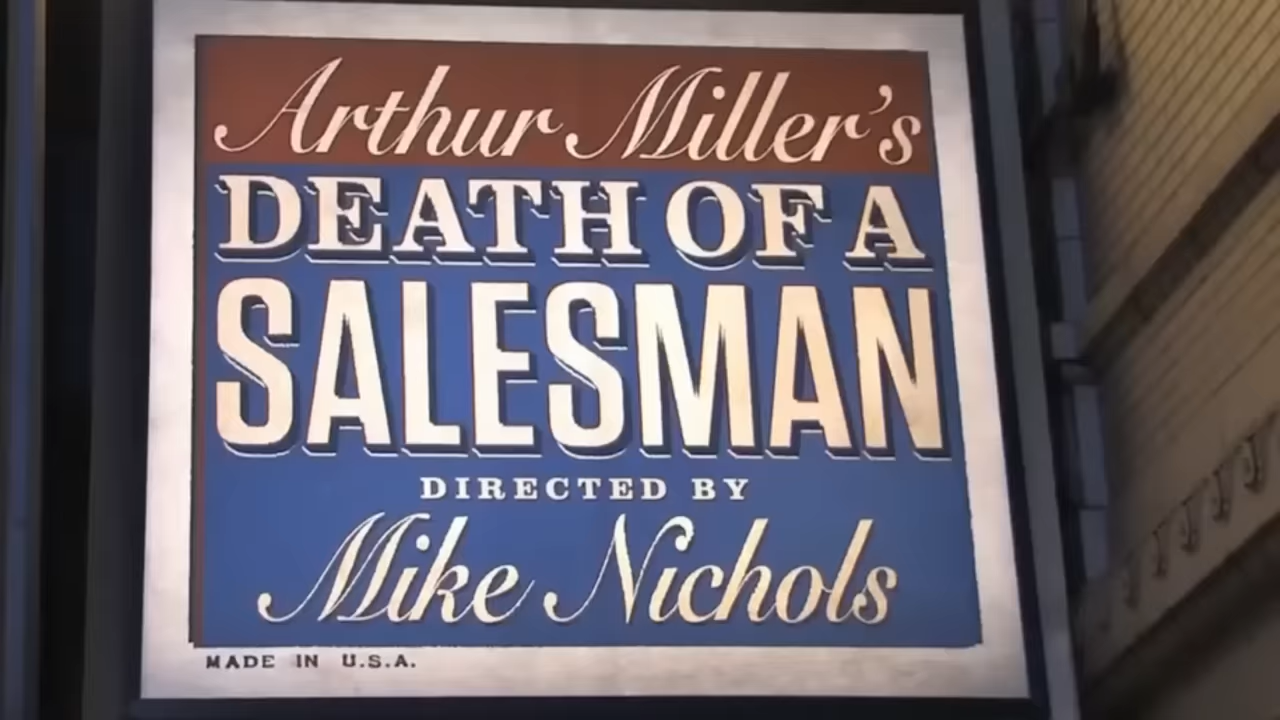 Arthur Miller's
DEATH OF A
SALESMAN
DIRECTED BY
Mike Nichols
MADE IN U.S.A.